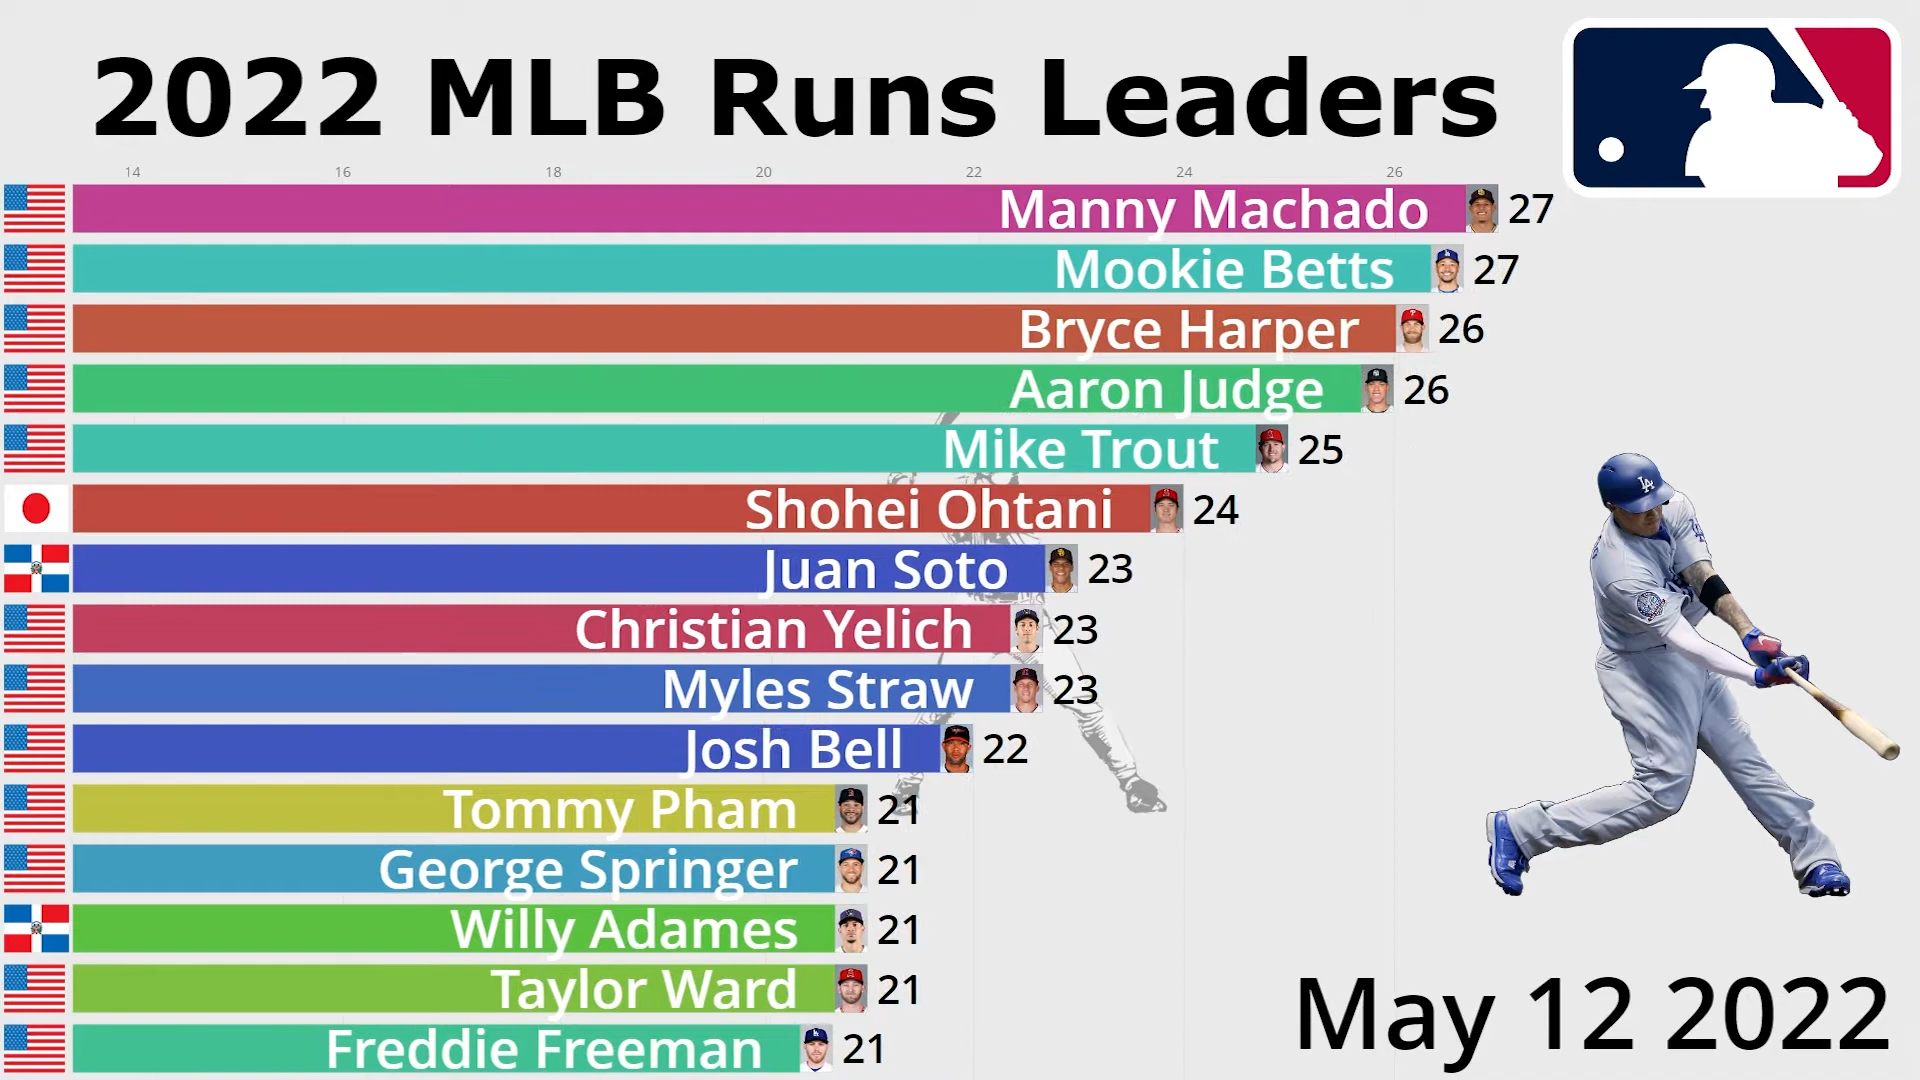 2022 MLB Runs Leaders
14 16 18 20 22 24 26
Manny Machado 27
Mookie Betts 27
Bryce Harper 26
Aaron Judge 26
Mike Trout 25
Shohei Ohtani 24
Juan Soto 23
Christian Yelich 23
Myles Straw 23
Josh Bell 22
Tommy Pham 21
George Springer 21
Willy Adames 21
Taylor Ward 21
Freddie Freeman 21
LA
May 12 2022